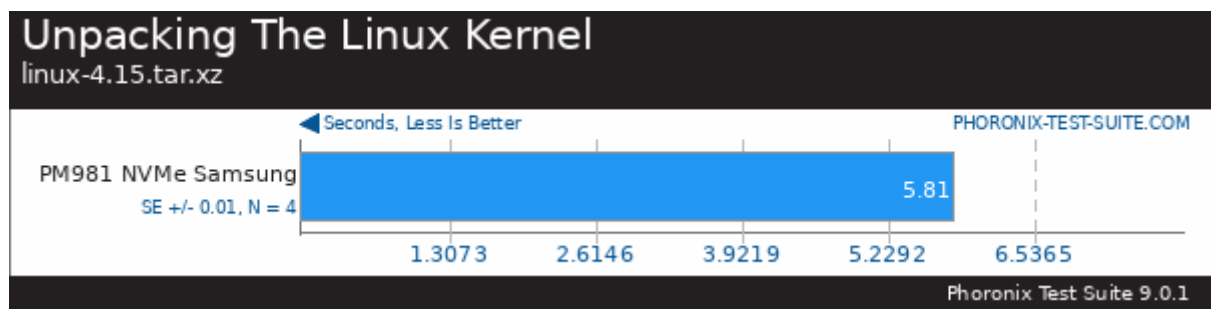 Unpacking The Linux Kernel
linux-4.15.tar.xz
Seconds, Less Is Better
PHORONIX-TEST-SUITE.COM
PM981 NVMe Samsung
5.81
SE +/- 0.01, N = 4
1.3073 2.6146 3.9219 5.2292 6.5365
Phoronix Test Suite 9.0.1